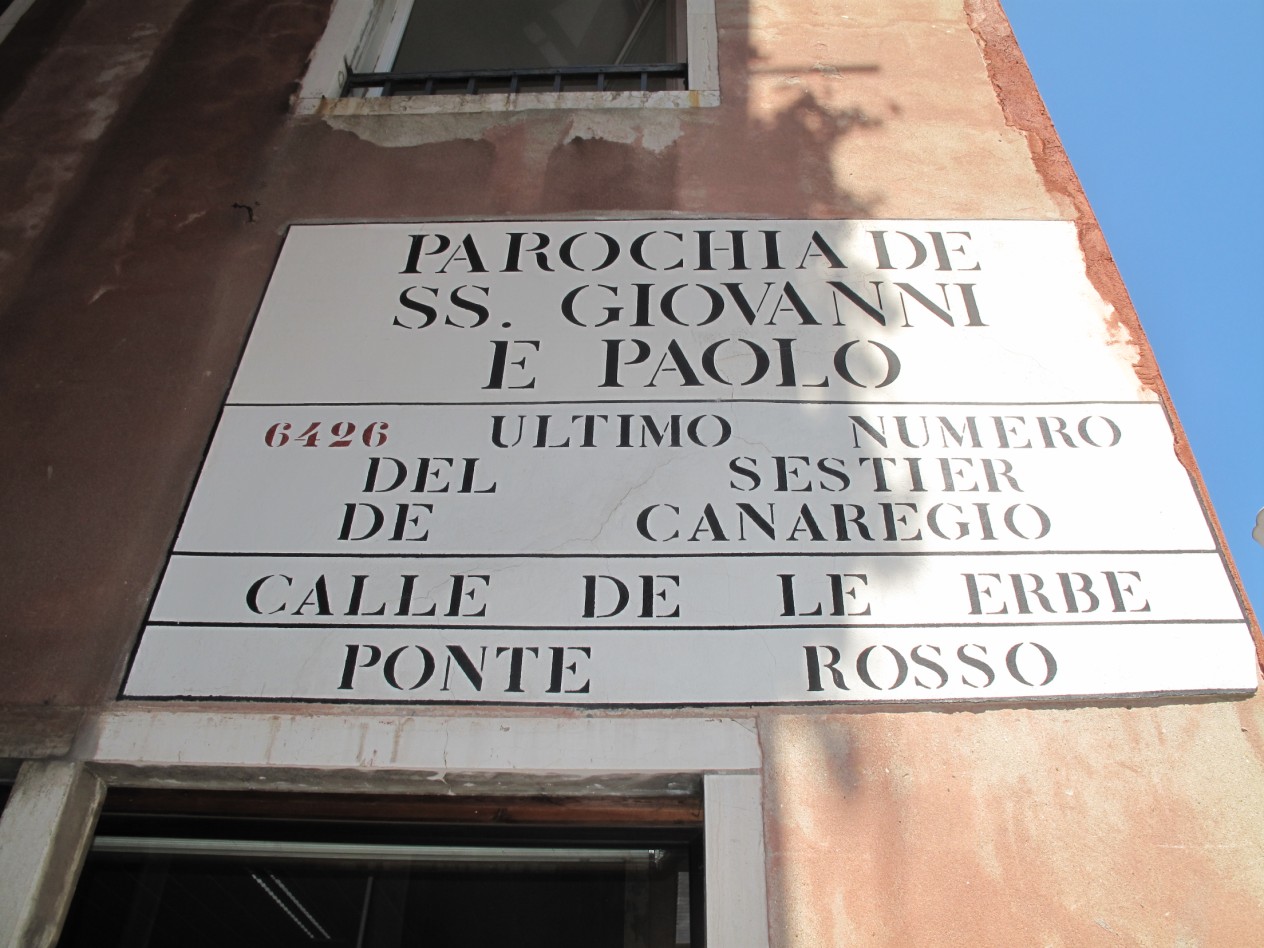 PAROCHIA DE
SS. GIOVANNI
E PAOLO
6426 ULTIMO NUMERO
DEL SESTIER
DE CANAREGIO
CALLE DE LE ERBE
PONTE ROSSO